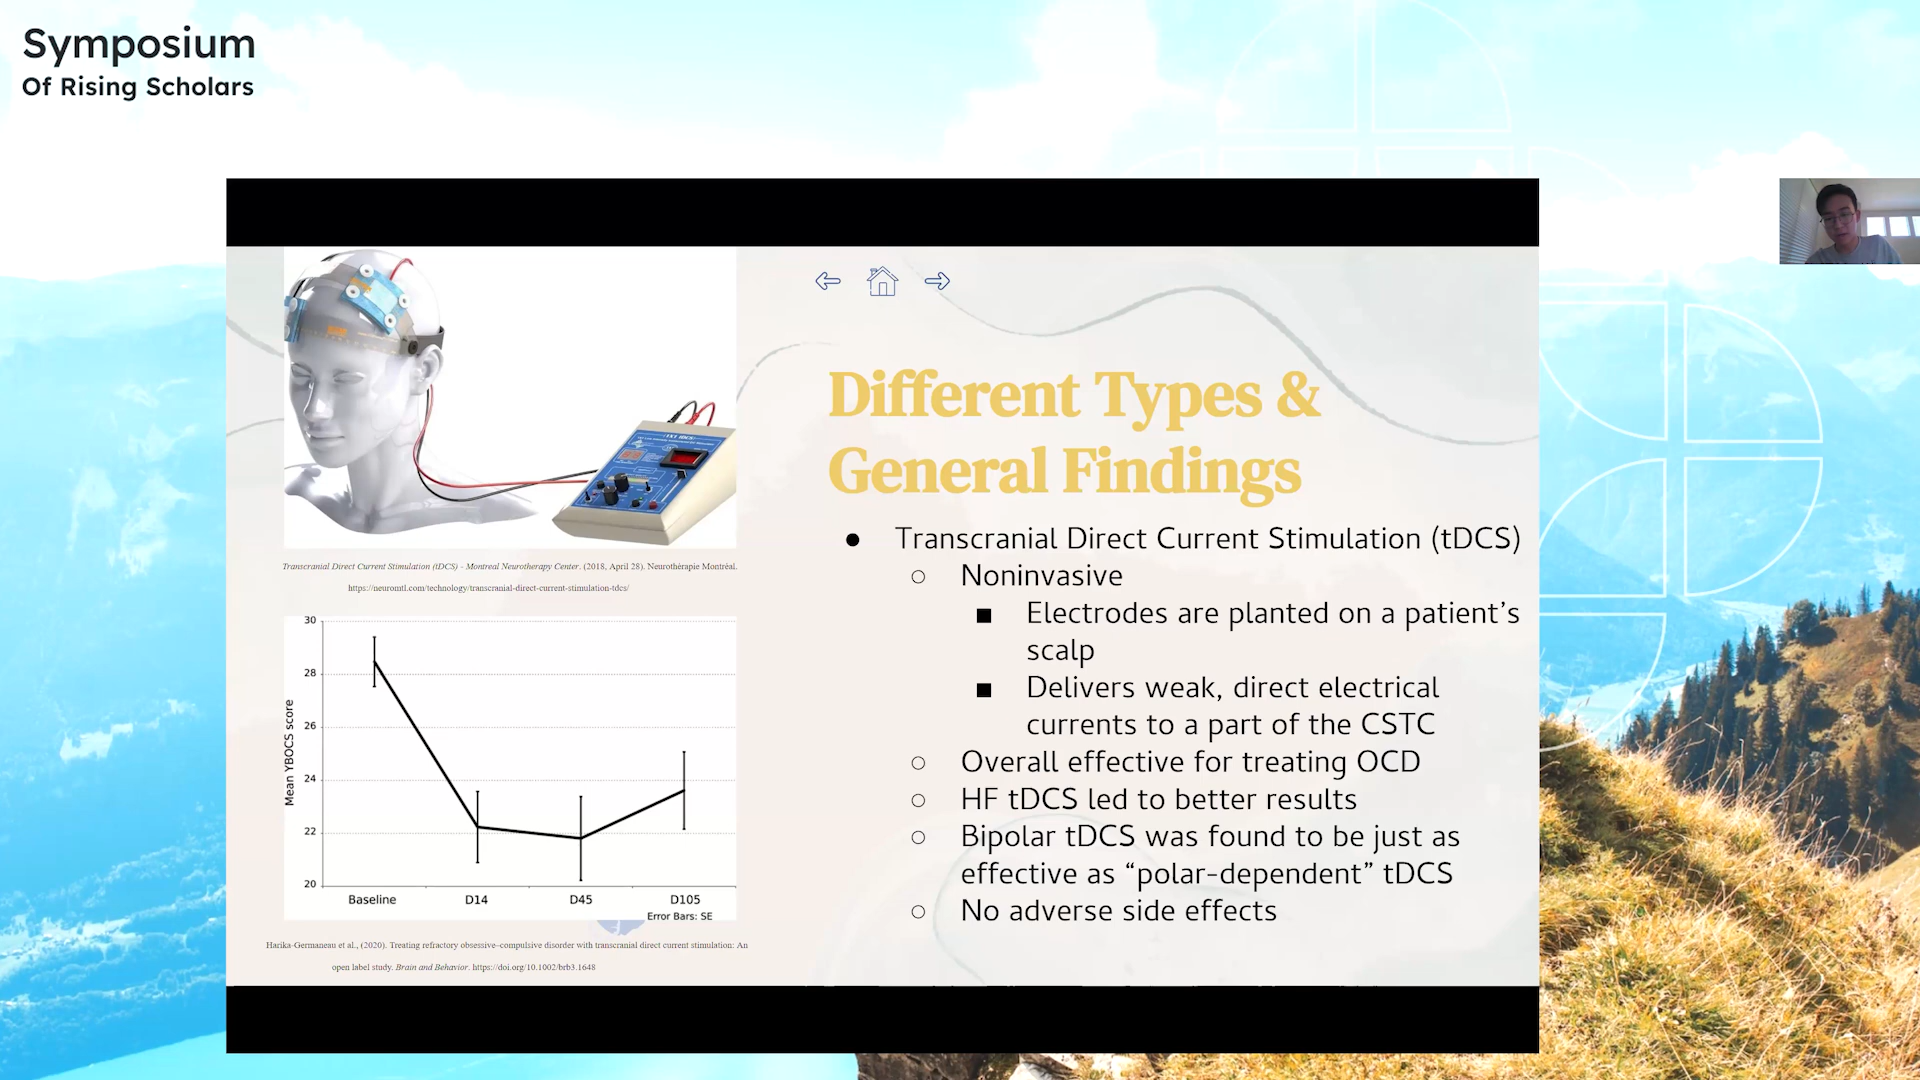 Symposium
Of Rising Scholars
Transcranial Direct Current Stimulation (tDCS) - Montreal Neurotherapy Center. (2018, April 28). Neurothérapie Montréal.
https://neuromtl.com/technology/transcranial-direct-current-stimulation-tdcs/
30
28
26
24
22
20
Mean YBOCS score
Baseline D14 D45 D105
Error Bars: SE
Harika-Germaneau et al., (2020). Treating refractory obsessive–compulsive disorder with transcranial direct current stimulation: An
open label study. Brain and Behavior. https://doi.org/10.1002/brb3.1648
Different Types &
General Findings
● Transcranial Direct Current Stimulation (tDCS)
○ Noninvasive
■ Electrodes are planted on a patient’s
scalp
■ Delivers weak, direct electrical
currents to a part of the CSTC
○ Overall effective for treating OCD
○ HF tDCS led to better results
○ Bipolar tDCS was found to be just as
effective as “polar-dependent” tDCS
○ No adverse side effects